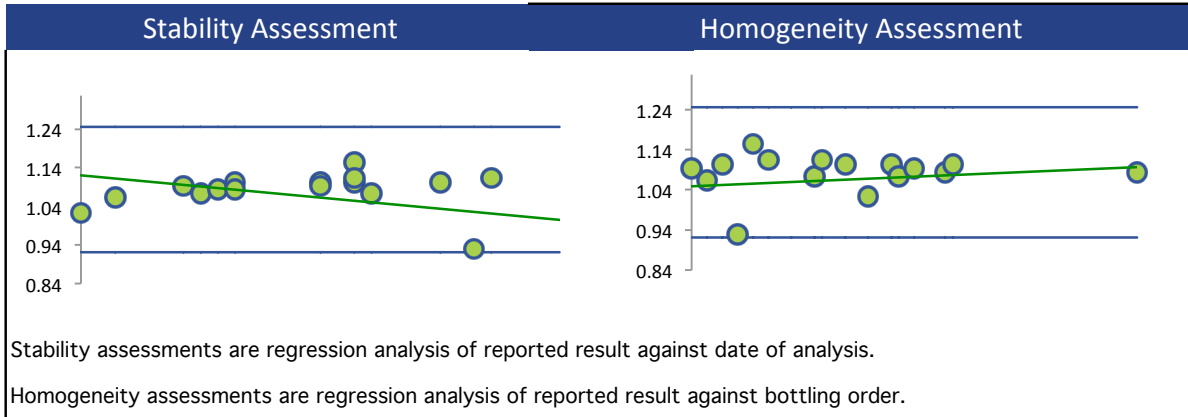 Stability Assessment
Homogeneity Assessment
1.24
1.14
1.04
0.94
0.84
1.24
1.14
1.04
0.94
0.84
Stability assessments are regression analysis of reported result against date of analysis.
Homogeneity assessments are regression analysis of reported result against bottling order.